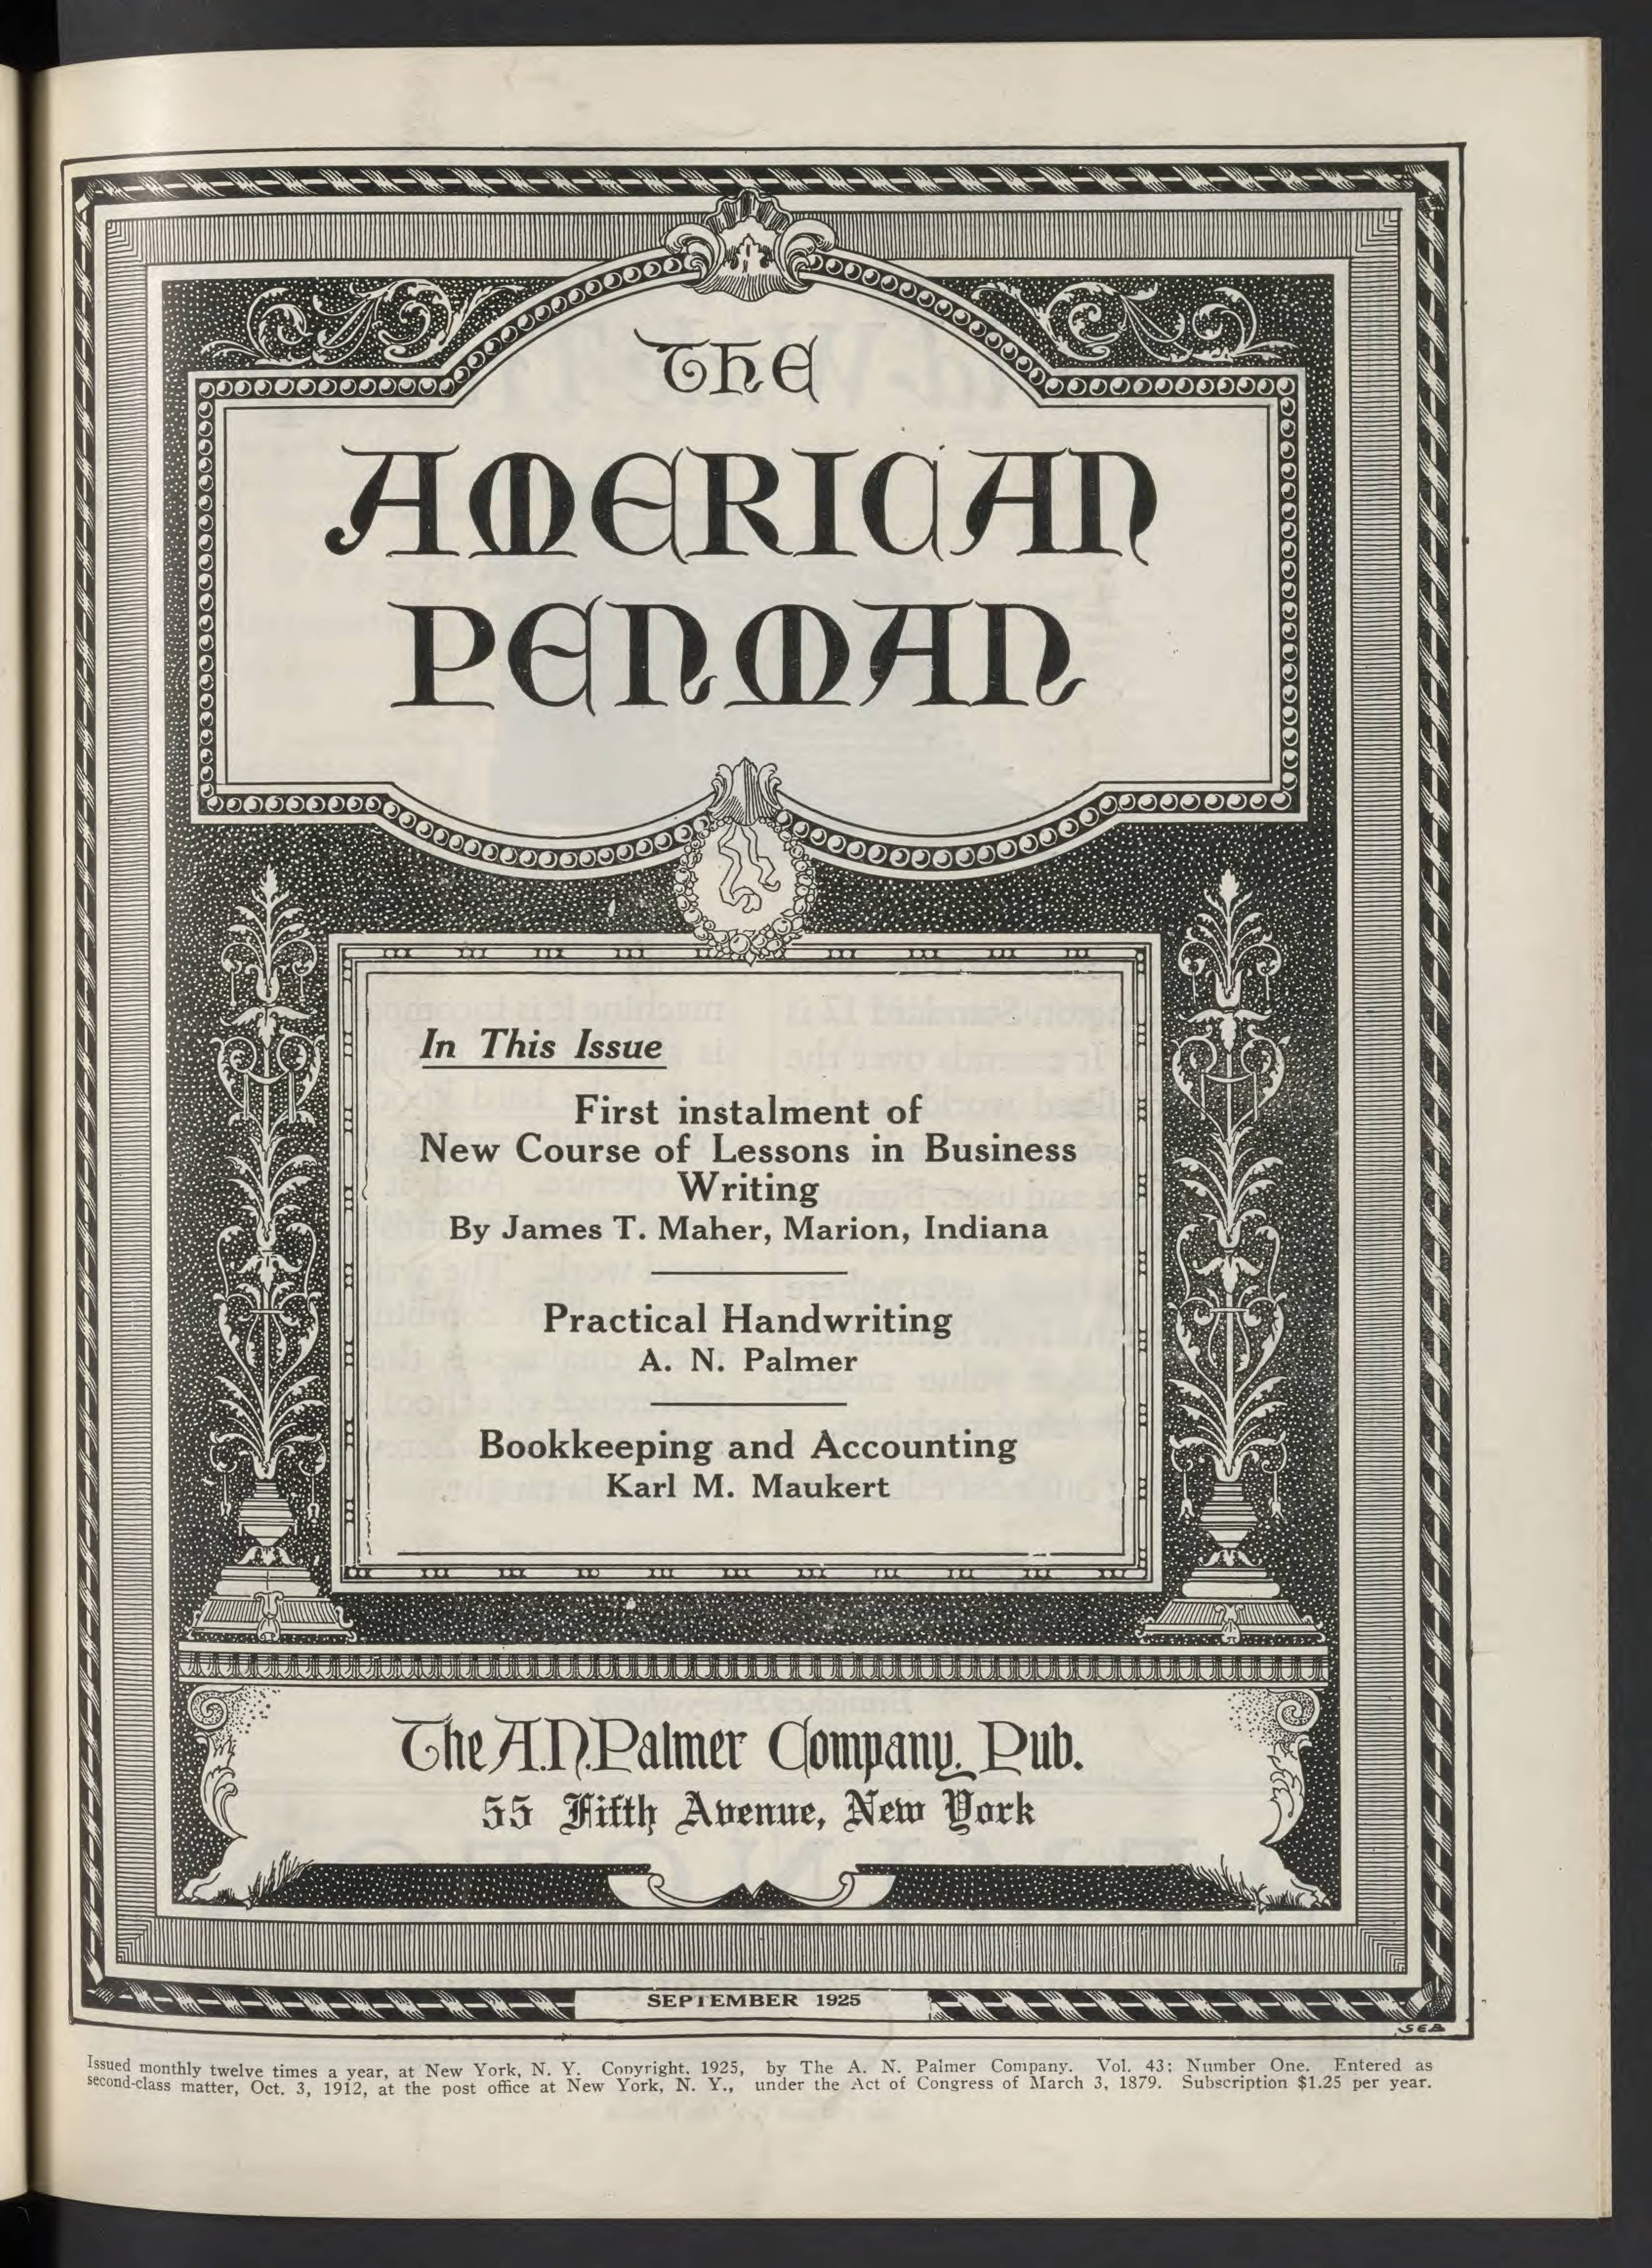 THE
AMERICAN
PENMAN
In This Issue
First instalment of
New Course of Lessons in Business
Writing
By James T. Maher, Marion, Indiana
Practical Handwriting
A. N. Palmer
Bookkeeping and Accounting
Karl M. Maukert
The A.N. Palmer Company, Pub.
55 Fifth Avenue, New York
SEPTEMBER 1925
SEB
Issued monthly twelve times a year, at New York, N. Y. Copyright, 1925, by The A. N. Palmer Company. Vol. 43: Number One. Entered as
second-class matter, Oct. 3, 1912, at the post office at New York, N. Y., under the Act of Congress of March 3, 1879. Subscription $1.25 per year.